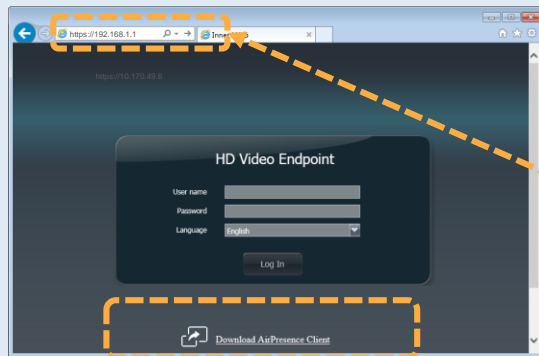 https://192.168.1.1
https://10.170.49.6
HD Video Endpoint
User name
Password
Language English
Log In
Download AirPresence Client